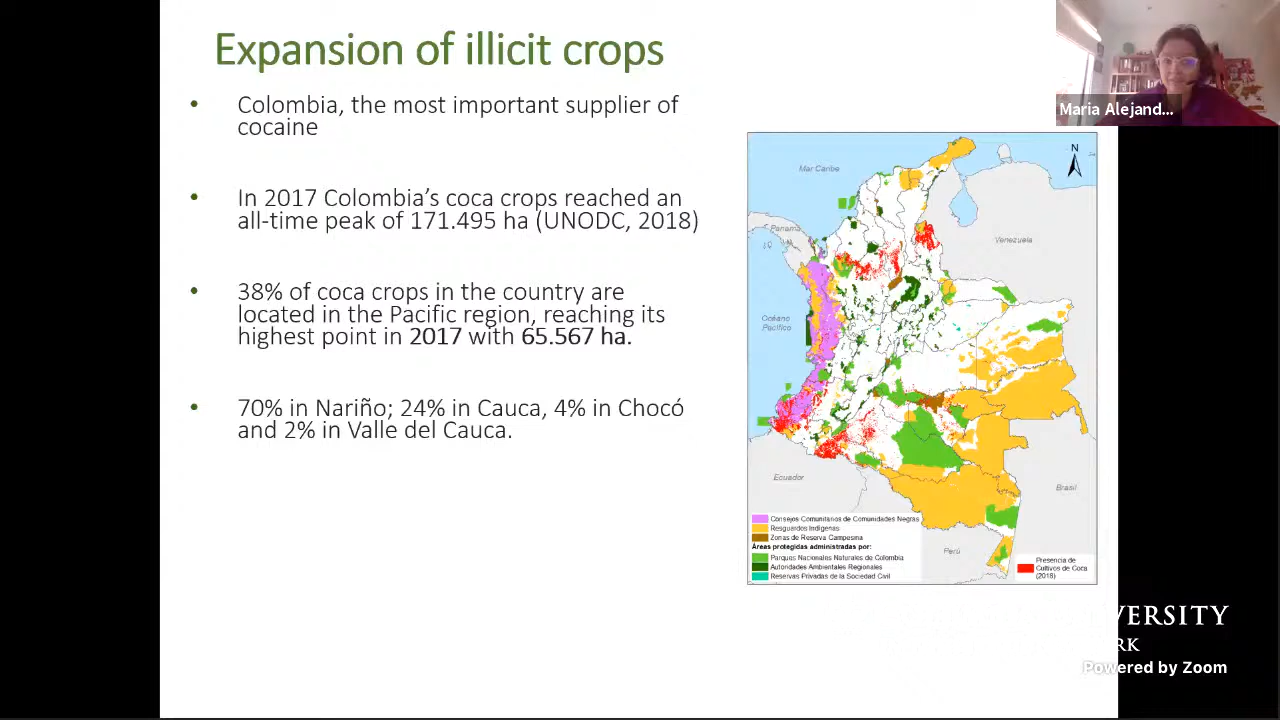 Expansion of illicit crops
• Colombia, the most important supplier of
cocaine
• In 2017 Colombia's coca crops reached an
all-time peak of 171.495 ha (UNODC, 2018)
• 38% of coca crops in the country are
located in the Pacific region, reaching its
highest point in 2017 with 65.567 ha.
• 70% in Nariño; 24% in Cauca, 4% in Chocó
and 2% in Valle del Cauca.
Maria Alejand...
N
Mar Caribe
Panama
Venezuela
Océano
Pacífico
Ecuador
Brasil
Perú
Consejos Comunitarios de Comunidades Negras
Resguardos Indígenas
Zonas de Reserva Campesina
Áreas protegidas administradas por:
Parques Nacionales Naturales de Colombia
Autoridades Ambientales Regionales
Reservas Privadas de la Sociedad Civil
Presencia de
Cultivos de Coca
(2018)
VERSITY
RK
Powered by Zoom